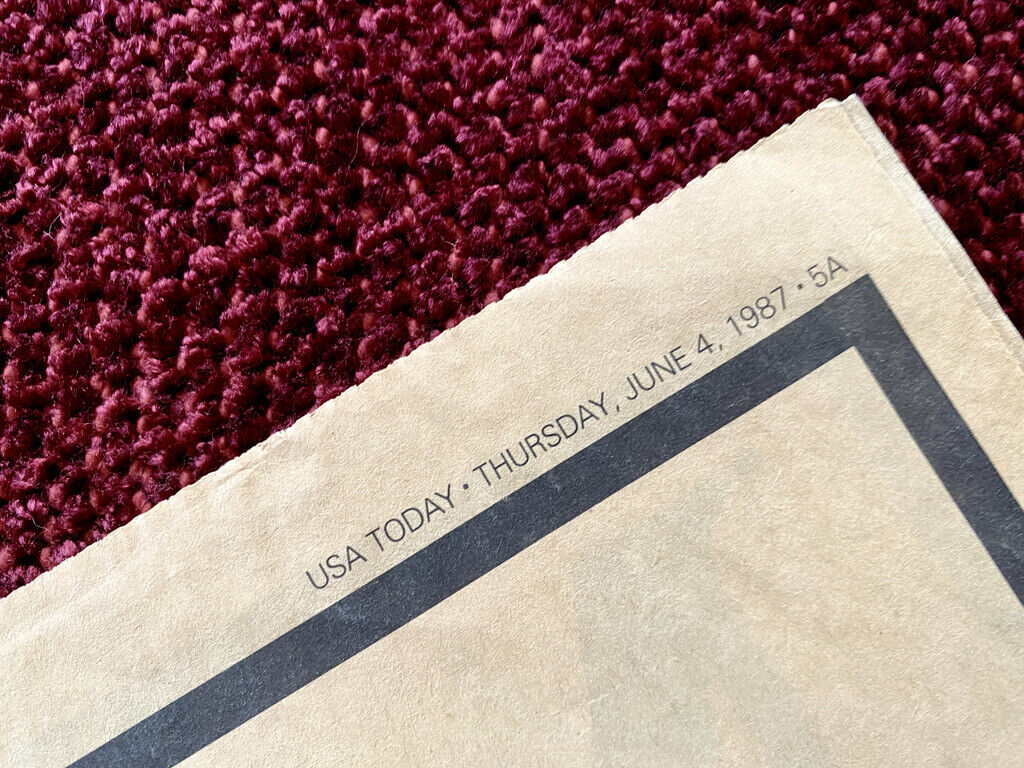 USA TODAY • THURSDAY, JUNE 4, 1987 • 5A